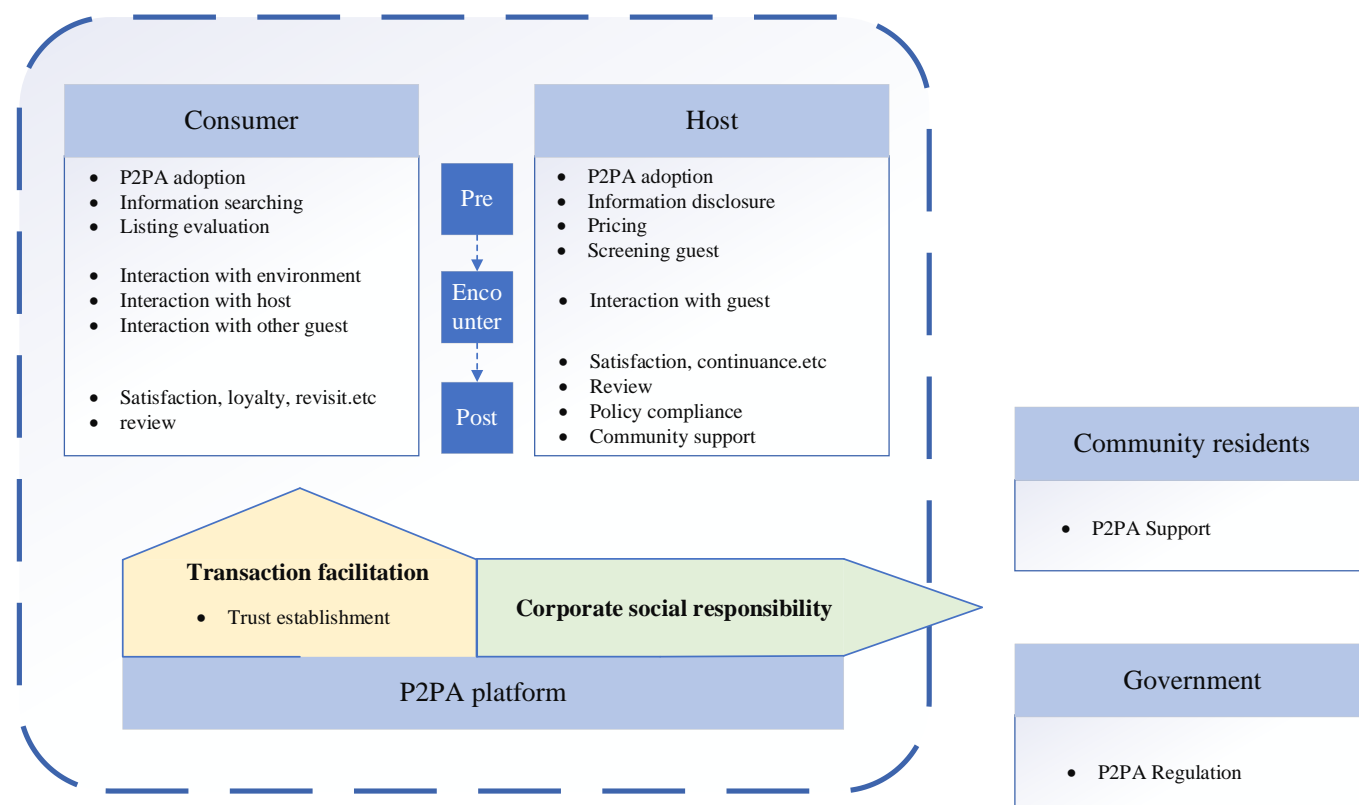 Consumer
• P2PA adoption
• Information searching
• Listing evaluation
• Interaction with environment
• Interaction with host
• Interaction with other guest
• Satisfaction, loyalty, revisit.etc
• review
Pre
Enco
unter
Post
Host
• P2PA adoption
• Information disclosure
• Pricing
• Screening guest
• Interaction with guest
• Satisfaction, continuance.etc
• Review
• Policy compliance
• Community support
Transaction facilitation
• Trust establishment
Corporate social responsibility
P2PA platform
Community residents
• P2PA Support
Government
• P2PA Regulation